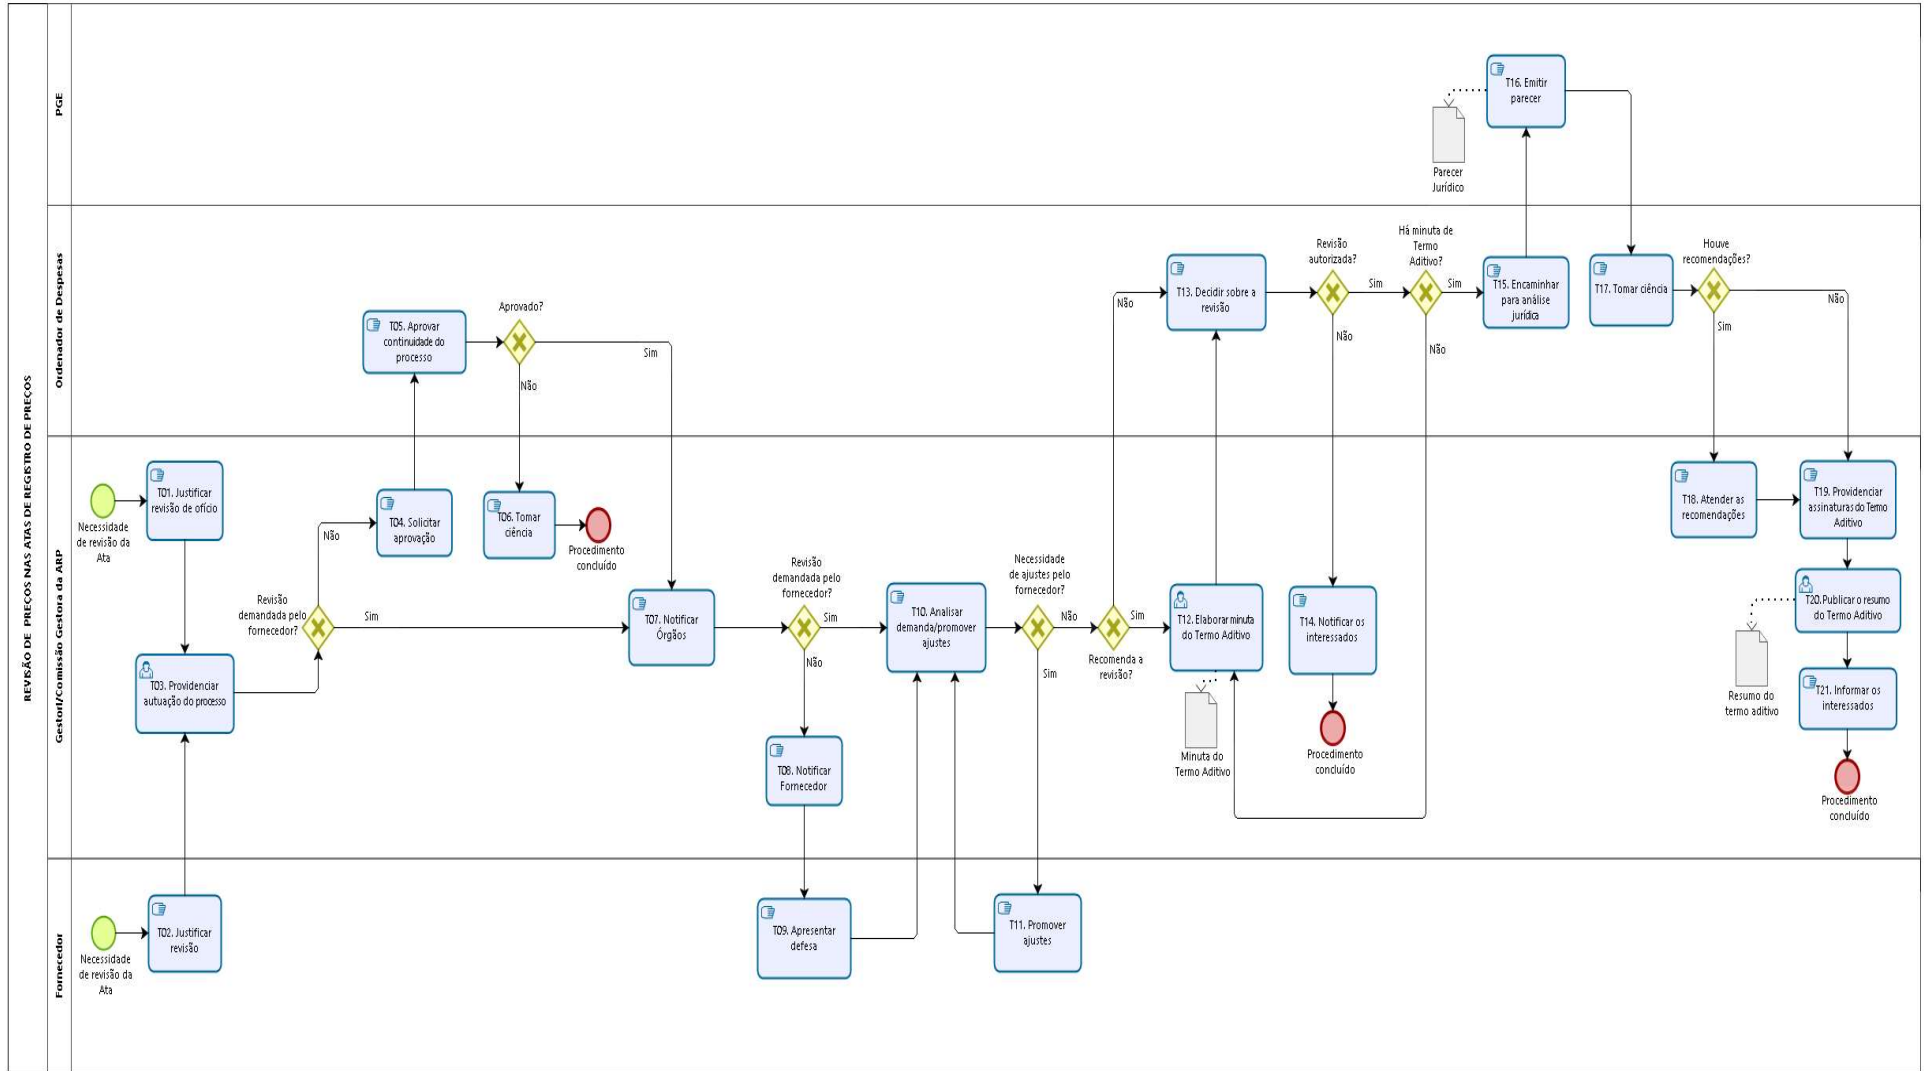 REVISÃO DE PREÇOS NAS ATAS DE REGISTRO DE PREÇOS
PGE
T16. Emitir
parecer
Parecer
Jurídico
Ordenador de Despesas
T05. Aprovar
continuidade do
processo
Aprovado?
Sim
Não
T13. Decidir sobre a
revisão
Não
Revisão
autorizada?
Sim
Não
Há minuta de
Termo
Aditivo?
Sim
Não
T15. Encaminhar
para análise
jurídica
T17. Tomar ciência
Houve
recomendações?
Não
Sim
Gestorl/Comissão Gestora da ARP
Necessidade
de revisão da
Ata
T01. Justificar
revisão de ofício
T03. Providenciar
autuação do processo
Revisão
demandada pelo
fornecedor?
Não
Sim
T04. Solicitar
aprovação
T06. Tomar
ciência
Procedimento
concluído
T07. Notificar
Órgãos
Revisão
demandada pelo
fornecedor?
Sim
Não
T08. Notificar
Fornecedor
T10. Analisar
demanda/promover
ajustes
Necessidade
de ajustes pelo
fornecedor?
Não
Sim
Recomenda a
revisão?
Sim
T12. Elaborar minuta
do Termo Aditivo
Minuta do
Termo Aditivo
T14. Notificar os
interessados
Procedimento
concluído
T18. Atender as
recomendações
T19. Providenciar
assinaturas do Termo
Aditivo
T20. Publicar o resumo
do Termo Aditivo
Resumo do
termo aditivo
T21. Informar os
interessados
Procedimento
concluído
Fornecedor
Necessidade
de revisão da
Ata
T02. Justificar
revisão
T09. Apresentar
defesa
T11. Promover
ajustes